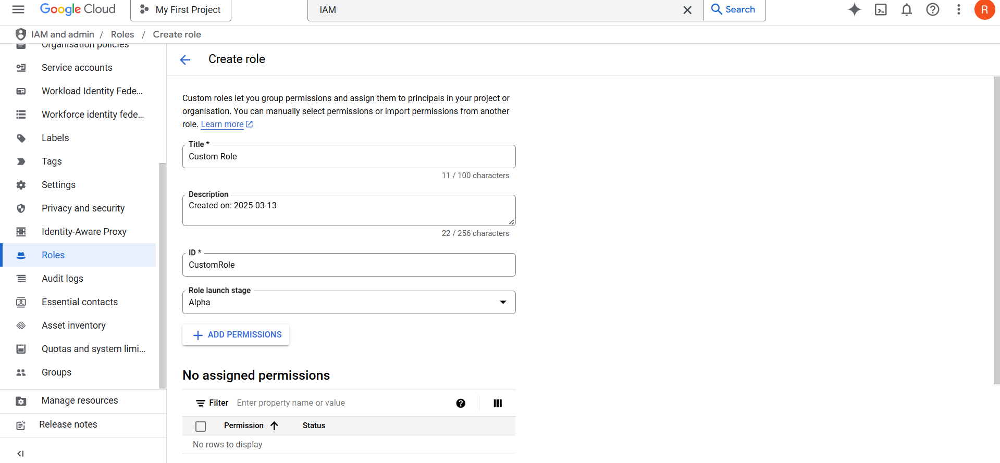 Google Cloud
My First Project
IAM
Search
R
IAM and admin / Roles / Create role
Organisation policies
Service accounts
Workload Identity Fede...
Workforce identity fede...
Labels
Tags
Settings
Privacy and security
Identity-Aware Proxy
Roles
Audit logs
Essential contacts
Asset inventory
Quotas and system limi...
Groups
Manage resources
Release notes
Create role
Custom roles let you group permissions and assign them to principals in your project or
organisation. You can manually select permissions or import permissions from another
role. Learn more
Title *
Custom Role
11 / 100 characters
Description
Created on: 2025-03-13
22 / 256 characters
ID *
CustomRole
Role launch stage
Alpha
ADD PERMISSIONS
No assigned permissions
Filter Enter property name or value
Permission Status
No rows to display